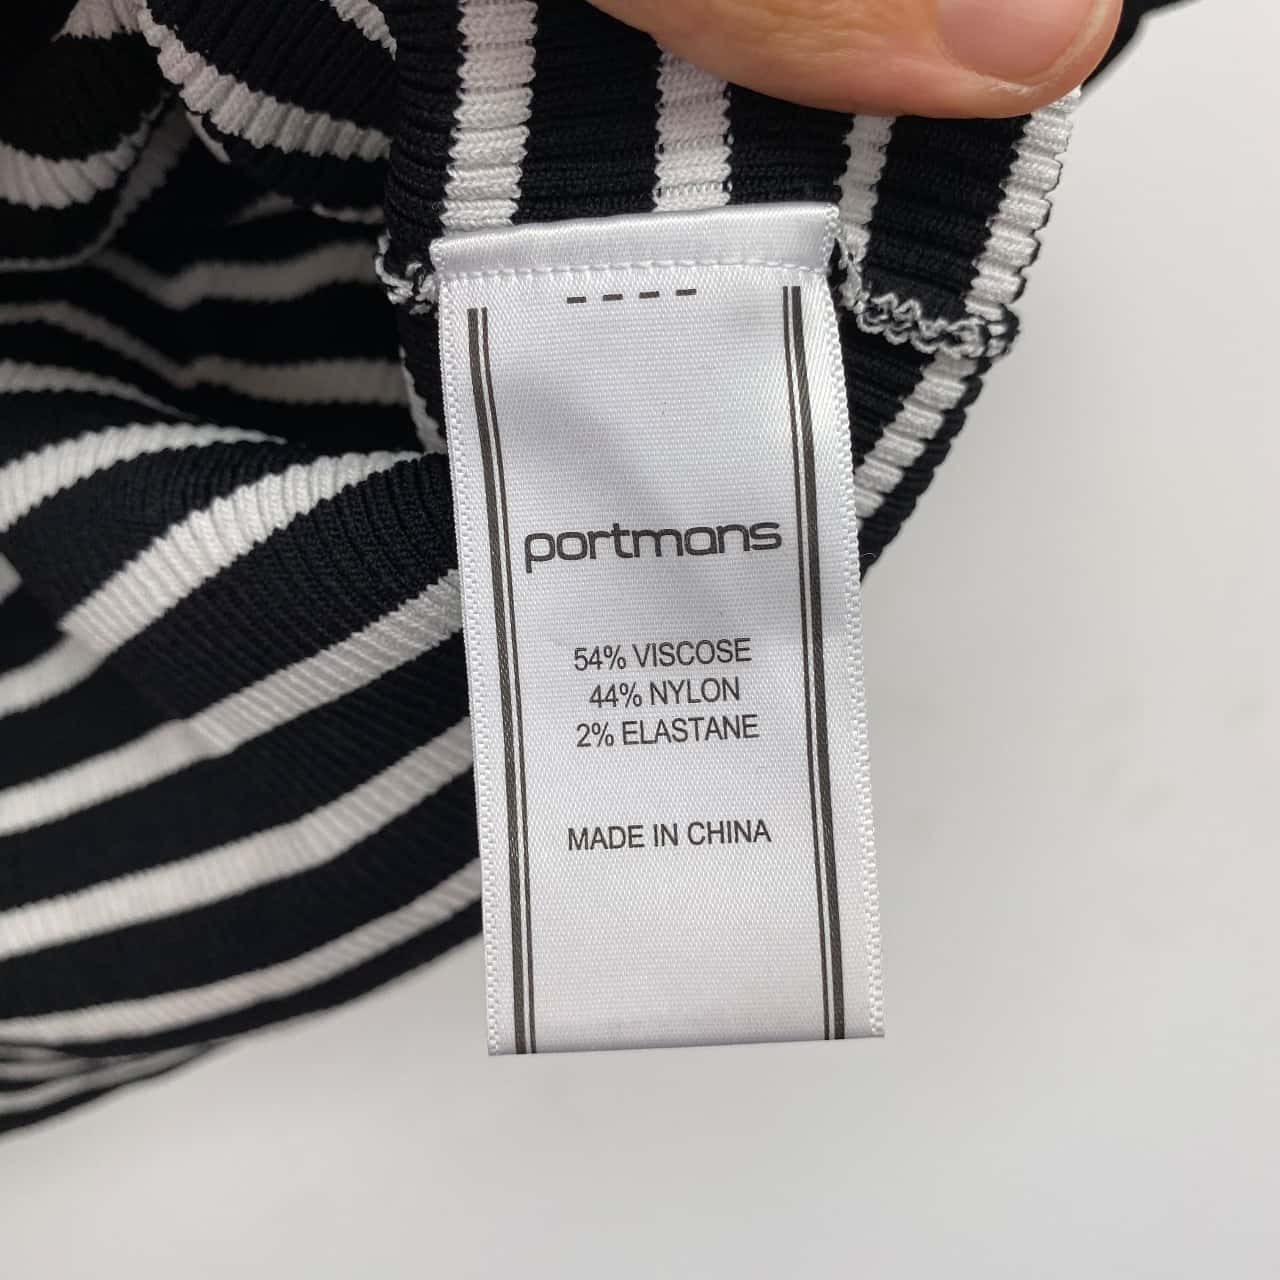 portmans
54% VISCOSE
44% NYLON
2% ELASTANE
MADE IN CHINA